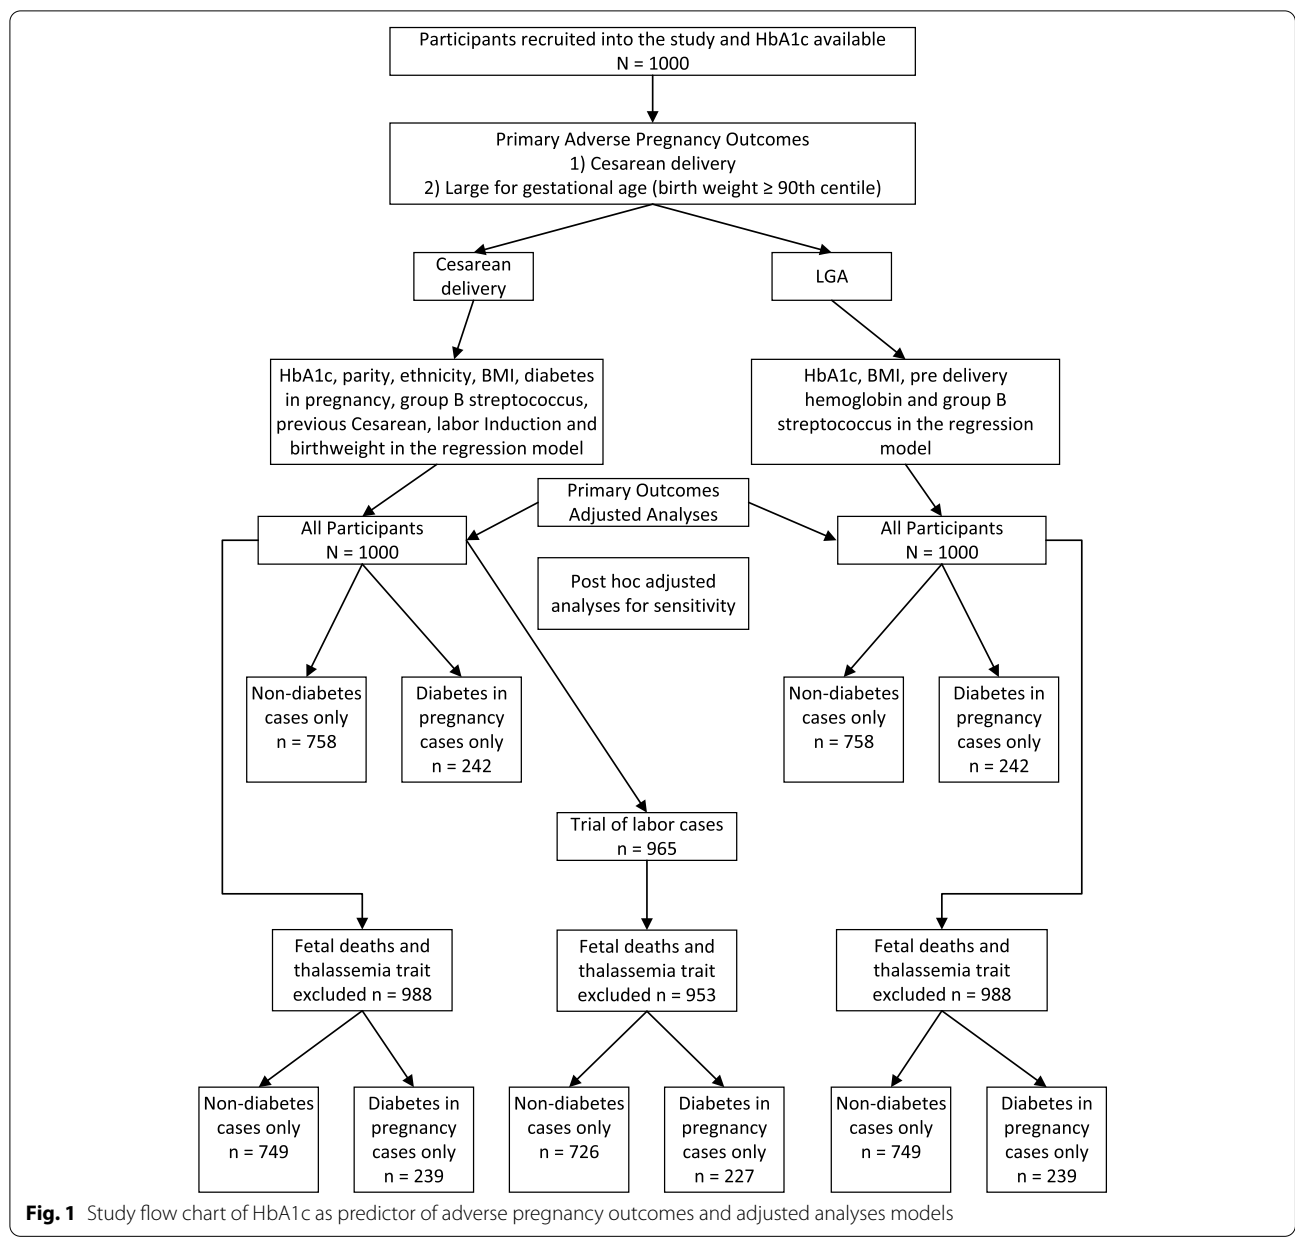 Participants recruited into the study and HbA1c available
N = 1000
Primary Adverse Pregnancy Outcomes
1) Cesarean delivery
2) Large for gestational age (birth weight ≥ 90th centile)
Cesarean
delivery
LGA
HbA1c, parity, ethnicity, BMI, diabetes
in pregnancy, group B streptococcus,
previous Cesarean, labor Induction and
birthweight in the regression model
HbA1c, BMI, pre delivery
hemoglobin and group B
streptococcus in the regression
model
Primary Outcomes
Adjusted Analyses
All Participants
N = 1000
All Participants
N = 1000
Post hoc adjusted
analyses for sensitivity
Non-diabetes
cases only
n = 758
Diabetes in
pregnancy
cases only
n = 242
Non-diabetes
cases only
n = 758
Diabetes in
pregnancy
cases only
n = 242
Trial of labor cases
n = 965
Fetal deaths and
thalassemia trait
excluded n = 988
Fetal deaths and
thalassemia trait
excluded n = 953
Fetal deaths and
thalassemia trait
excluded n = 988
Non-diabetes
cases only
n = 749
Diabetes in
pregnancy
cases only
n = 239
Non-diabetes
cases only
n = 726
Diabetes in
pregnancy
cases only
n = 227
Non-diabetes
cases only
n = 749
Diabetes in
pregnancy
cases only
n = 239
Fig. 1 Study flow chart of HbA1c as predictor of adverse pregnancy outcomes and adjusted analyses models